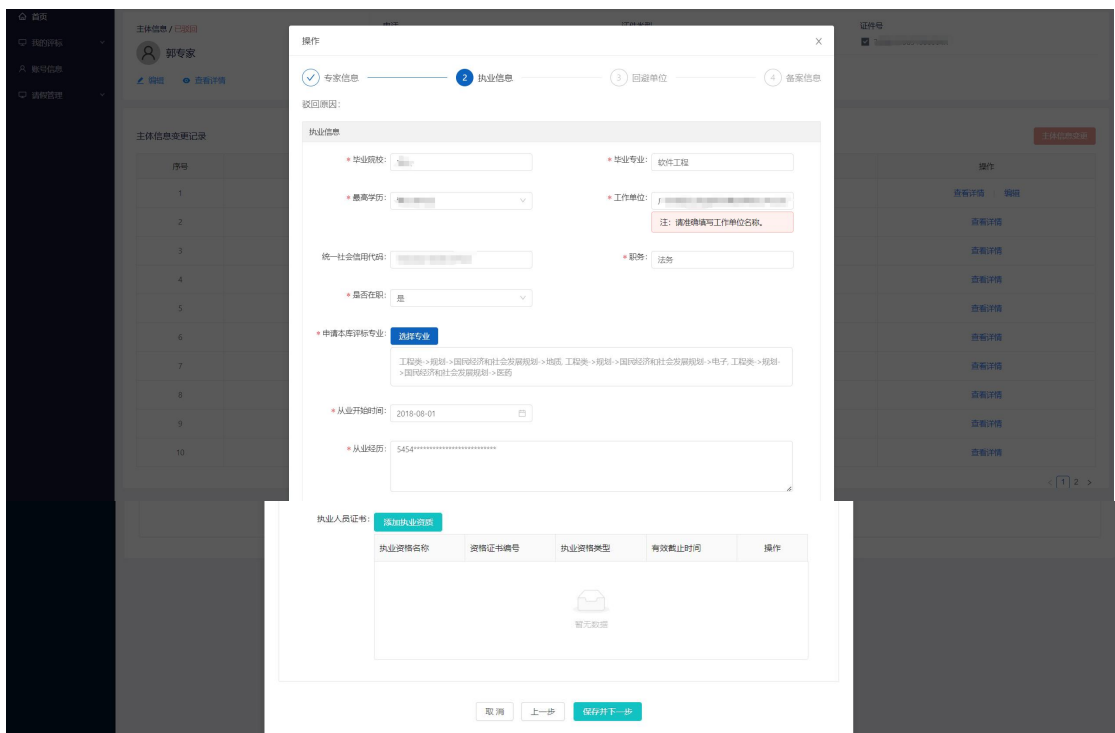 首页
我的评标
账号信息
请假管理
主体信息 / 已驳回
郭专家
编辑 查看详情
电话
证件类型
证件号
主体信息变更记录
主体信息登录
序号
操作
1 查看详情 编辑
2 查看详情
3 查看详情
4 查看详情
5 查看详情
6 查看详情
7 查看详情
8 查看详情
9 查看详情
10 查看详情
< 1 2 >
操作 X
专家信息 2 执业信息 3 回避单位 4 备案信息
驳回原因:
执业信息
* 毕业院校:
* 毕业专业: 软件工程
* 最高学历:
* 工作单位:
注: 请准确填写工作单位名称。
统一社会信用代码:
* 职务: 法务
* 是否在职: 是
* 申请本库评标专业: 选择专业
工程类->规划->国民经济和社会发展规划->地质, 工程类->规划->国民经济和社会发展规划->电子, 工程类->规划-
>国民经济和社会发展规划->医药
* 从业开始时间: 2018-08-01
* 从业经历: 5454**************************
执业人员证书: 添加执业资质
执业资格名称 资格证书编号 执业资格类型 有效截止时间 操作
暂无数据
取 消 上一步 保存并下一步